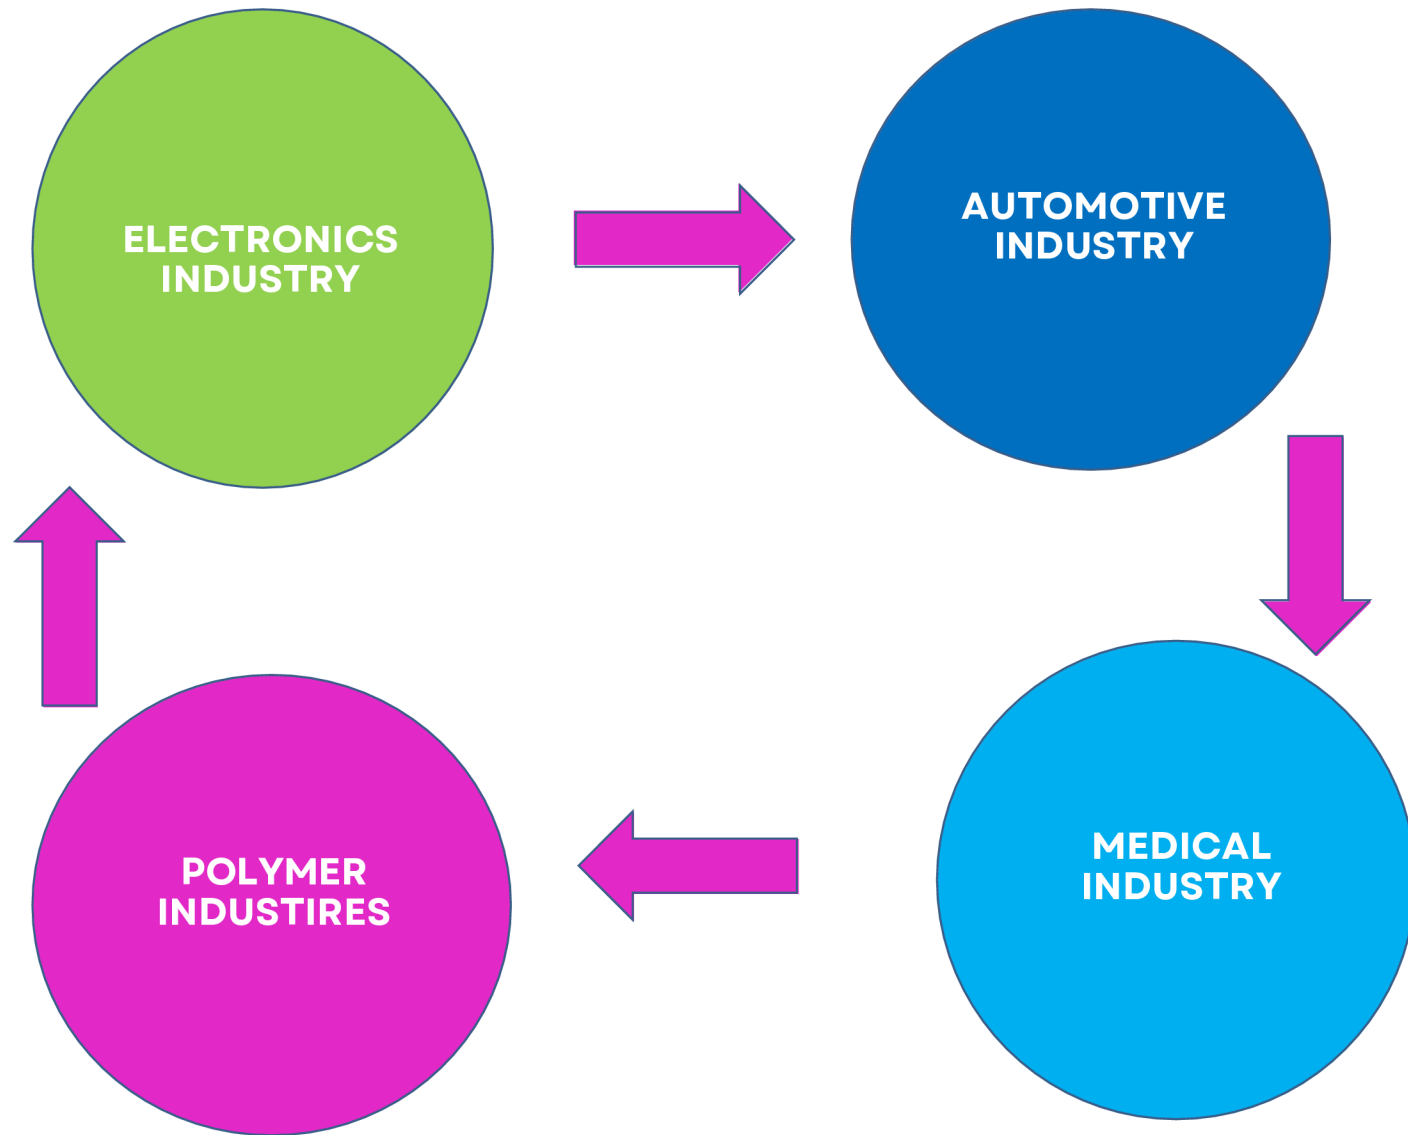 ELECTRONICS
INDUSTRY
AUTOMOTIVE
INDUSTRY
POLYMER
INDUSTIRES
MEDICAL
INDUSTRY